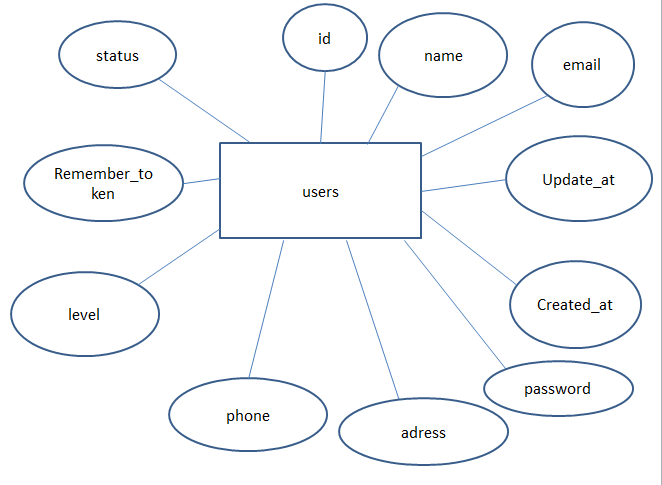 id
name
status
email
Remember_to
ken
Update_at
users
Created_at
level
password
phone
adress